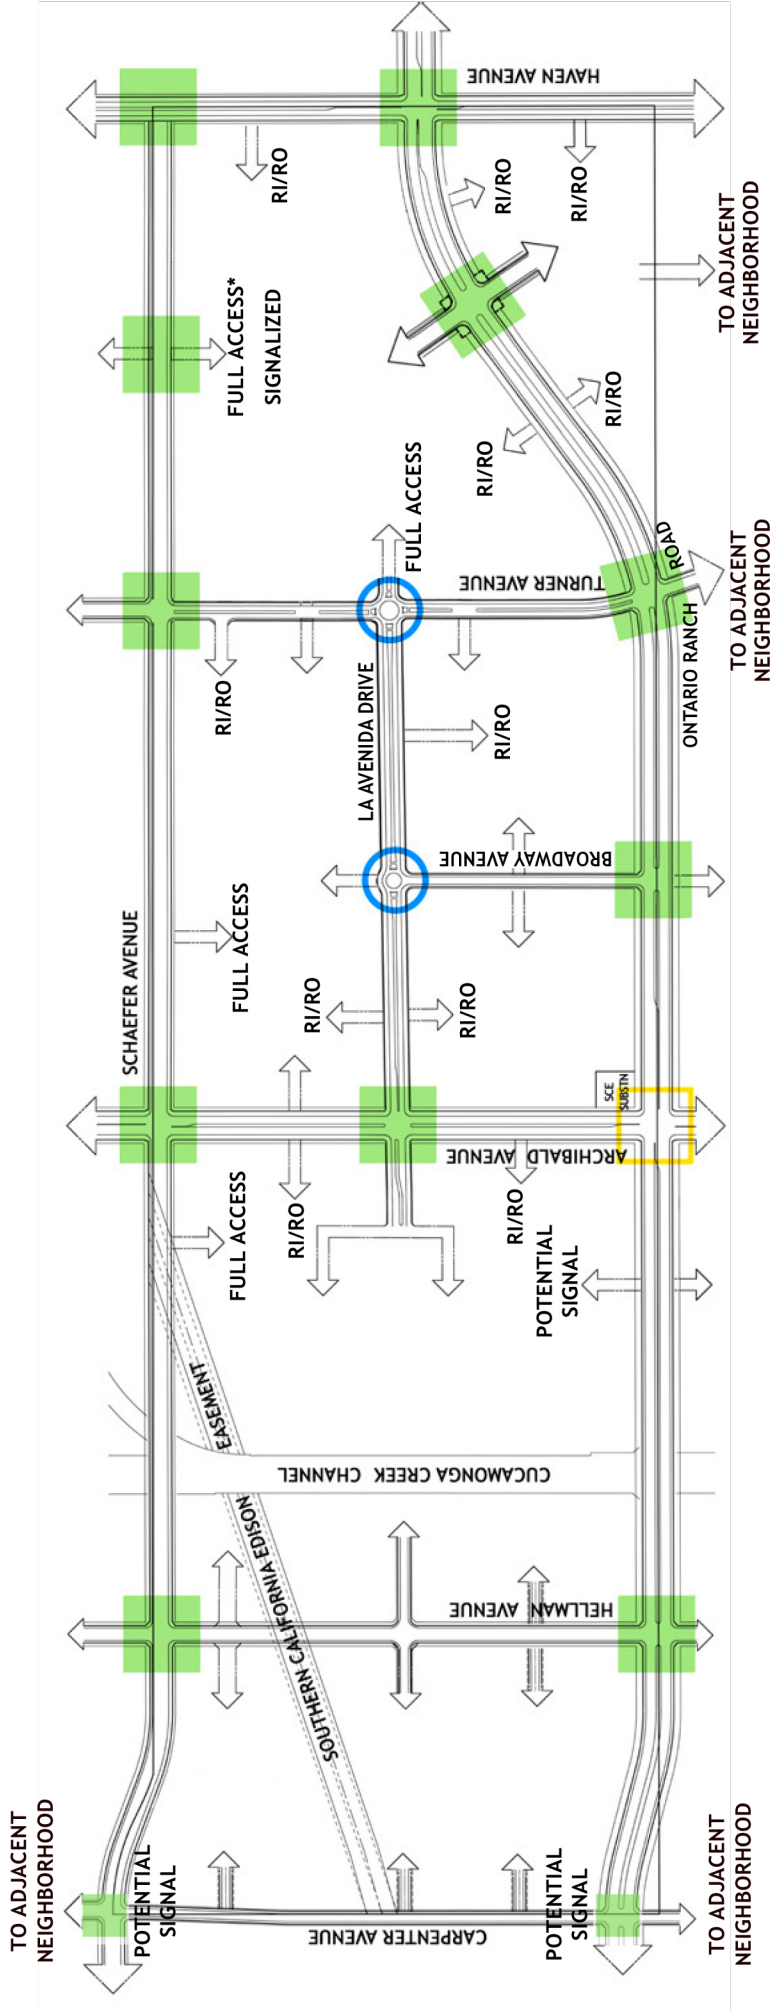 HAVEN AVENUE
RI/RO
RI/RO
RI/RO
TO ADJACENT
NEIGHBORHOOD
FULL ACCESS*
SIGNALIZED
RI/RO
RI/RO
FULL ACCESS
TURNER AVENUE
ONTARIO RANCH
ROAD
TO ADJACENT
NEIGHBORHOOD
RI/RO
LA AVENIDA DRIVE
RI/RO
BROADWAY AVENUE
SCHAEFER AVENUE
FULL ACCESS
RI/RO
RI/RO
SCE
SUBSTN
ARCHIBALD AVENUE
FULL ACCESS
RI/RO
RI/RO
POTENTIAL
SIGNAL
SOUTHERN CALIFORNIA EDISON EASEMENT
CUCAMONGA CREEK CHANNEL
HELLMAN AVENUE
TO ADJACENT
NEIGHBORHOOD
POTENTIAL
SIGNAL
CARPENTER AVENUE
POTENTIAL
SIGNAL
TO ADJACENT
NEIGHBORHOOD